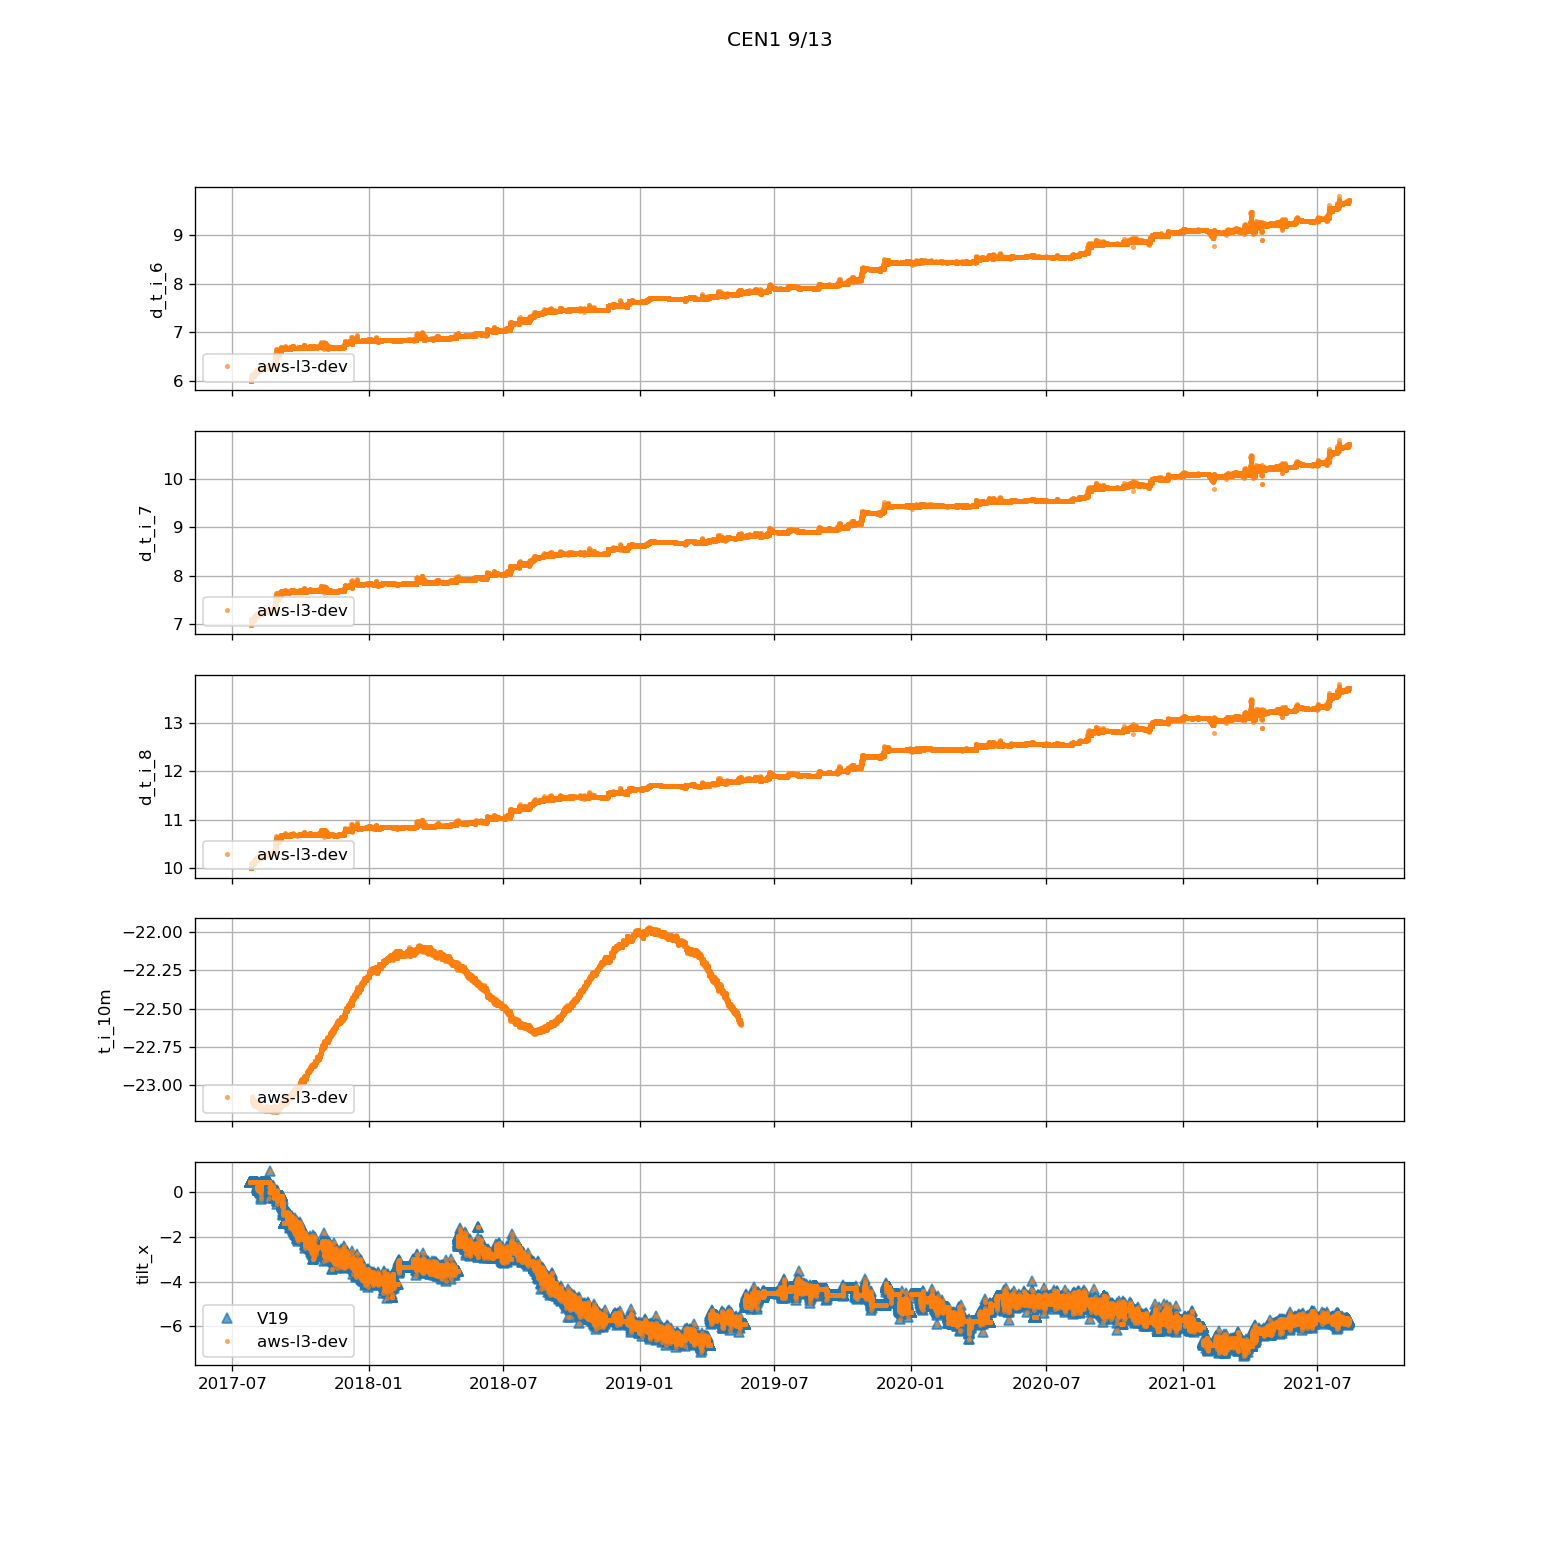 CEN1 9/13
9
8
7
6
d_t_i_6
aws-l3-dev
10
9
8
7
d_t_i_7
aws-l3-dev
13
12
11
10
d_t_i_8
aws-l3-dev
−22.00
−22.25
−22.50
−22.75
−23.00
t_i_10m
aws-l3-dev
0
−2
−4
−6
tilt_x
V19
aws-l3-dev
2017-07 2018-01 2018-07 2019-01 2019-07 2020-01 2020-07 2021-01 2021-07